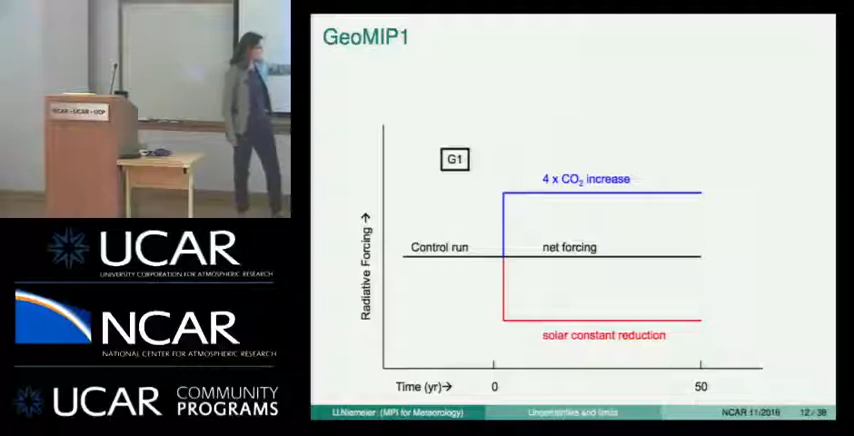 NCAR - UCAR - UCP
UCAR
UNIVERSITY CORPORATION FOR ATMOSPHERIC RESEARCH
NCAR
NATIONAL CENTER FOR ATMOSPHERIC RESEARCH
UCAR COMMUNITY PROGRAMS
GeoMIP1
G1
4 x CO₂ increase
Control run
net forcing
Radiative Forcing →
solar constant reduction
Time (yr)→
0
50
U.Niemeier (MPI for Meteorology)
Uncertainties and limits
NCAR 11/2016
12 / 38